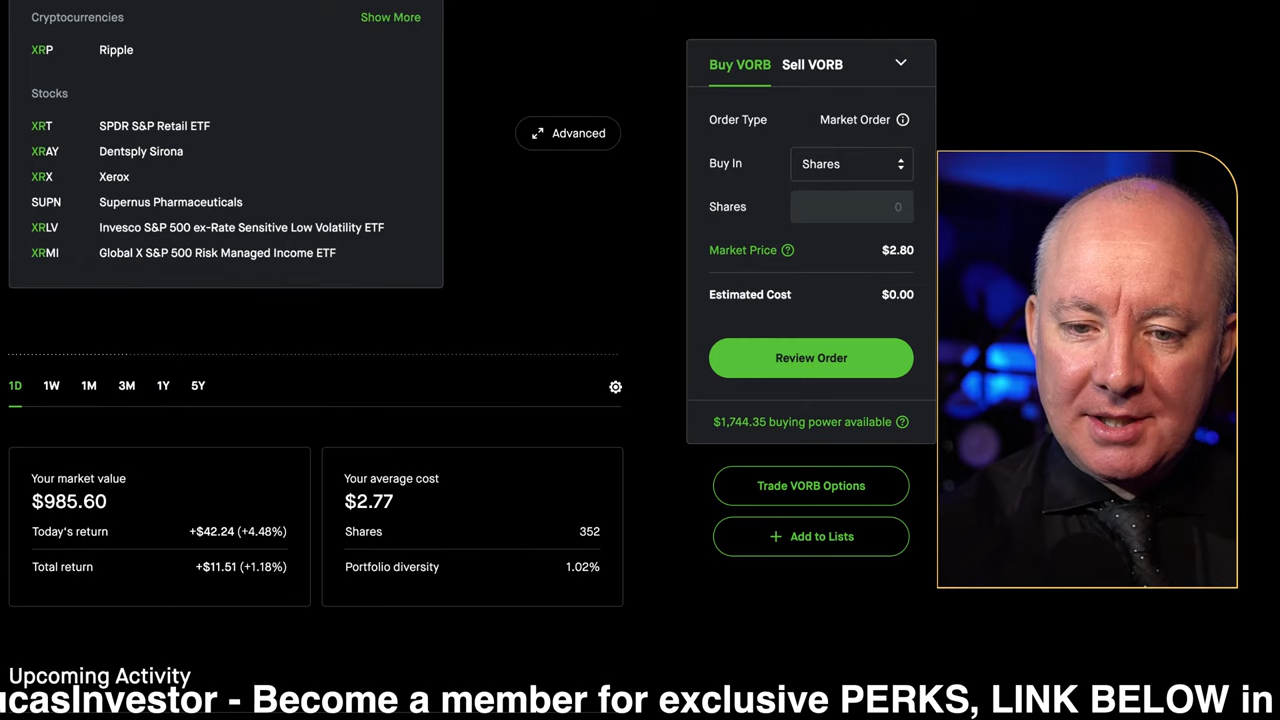 Cryptocurrencies Show More
XRP Ripple
Stocks
XRT SPDR S&P Retail ETF
XRAY Dentsply Sirona
XRX Xerox
SUPN Supernus Pharmaceuticals
XRLV Invesco S&P 500 ex-Rate Sensitive Low Volatility ETF
XRMI Global X S&P 500 Risk Managed Income ETF
Advanced
1D 1W 1M 3M 1Y 5Y
Your market value
$985.60
Today's return +$42.24 (+4.48%)
Total return +$11.51 (+1.18%)
Your average cost
$2.77
Shares 352
Portfolio diversity 1.02%
Buy VORB Sell VORB
Order Type Market Order
Buy In Shares
Shares 0
Market Price $2.80
Estimated Cost $0.00
Review Order
$1,744.35 buying power available
Trade VORB Options
+ Add to Lists
Upcoming Activity
ucasInvestor - Become a member for exclusive PERKS, LINK BELOW in